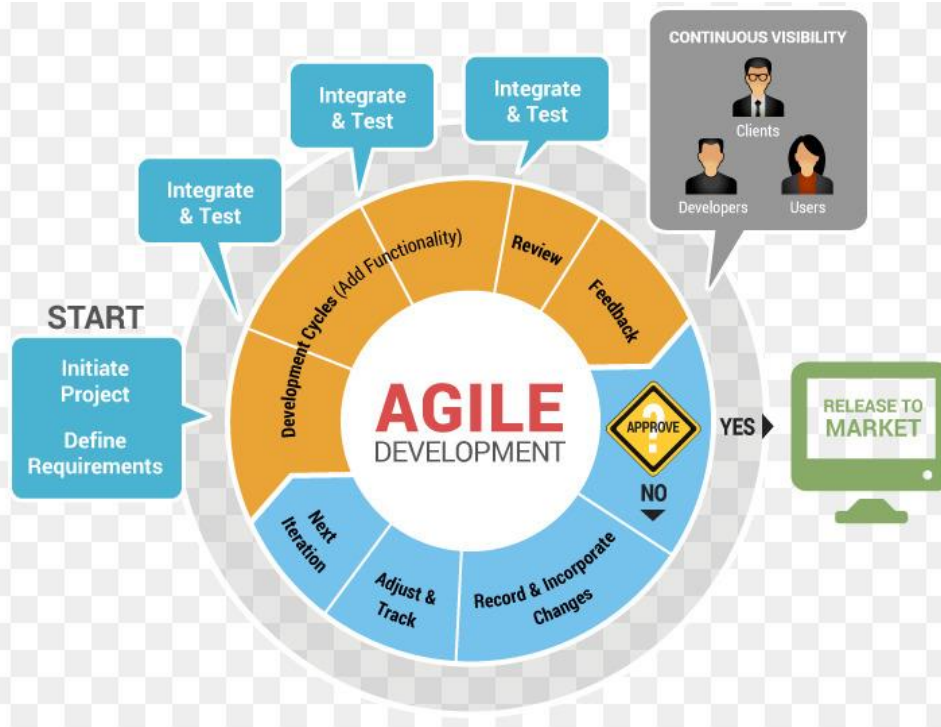 CONTINUOUS VISIBILITY
Clients
Developers
Users
Integrate
& Test
Integrate
& Test
Integrate
& Test
START
Initiate
Project
Define
Requirements
Development Cycles (Add Functionality)
Review
Feedback
AGILE
DEVELOPMENT
?
APPROVE
YES
NO
RELEASE TO
MARKET
Record & Incorporate
Changes
Adjust &
Track
Next
Iteration